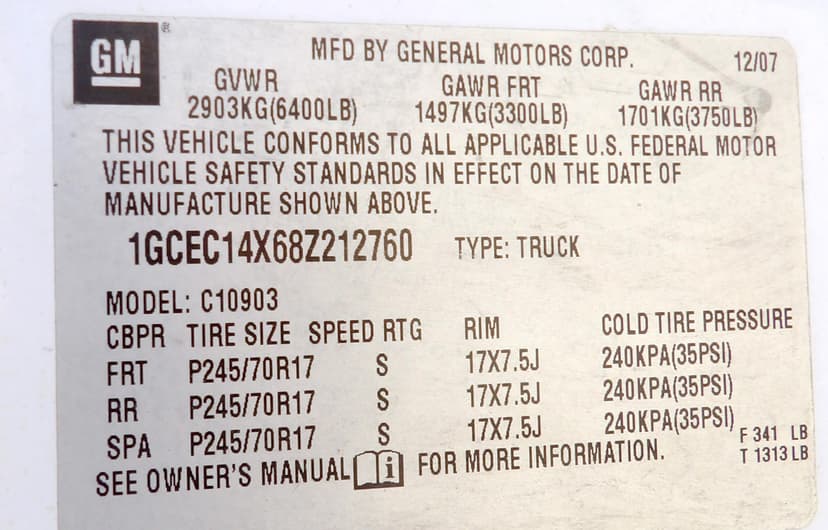 GM ®
MFD BY GENERAL MOTORS CORP. 12/07
GVWR GAWR FRT GAWR RR
2903KG(6400LB) 1497KG(3300LB) 1701KG(3750LB)
THIS VEHICLE CONFORMS TO ALL APPLICABLE U.S. FEDERAL MOTOR
VEHICLE SAFETY STANDARDS IN EFFECT ON THE DATE OF
MANUFACTURE SHOWN ABOVE.
1GCEC14X68Z212760 TYPE: TRUCK
MODEL: C10903
CBPR TIRE SIZE SPEED RTG RIM COLD TIRE PRESSURE
FRT P245/70R17 S 17X7.5J 240KPA(35PSI)
RR P245/70R17 S 17X7.5J 240KPA(35PSI)
SPA P245/70R17 S 17X7.5J 240KPA(35PSI)
F 341 LB
T 1313 LB
SEE OWNER'S MANUAL i FOR MORE INFORMATION.